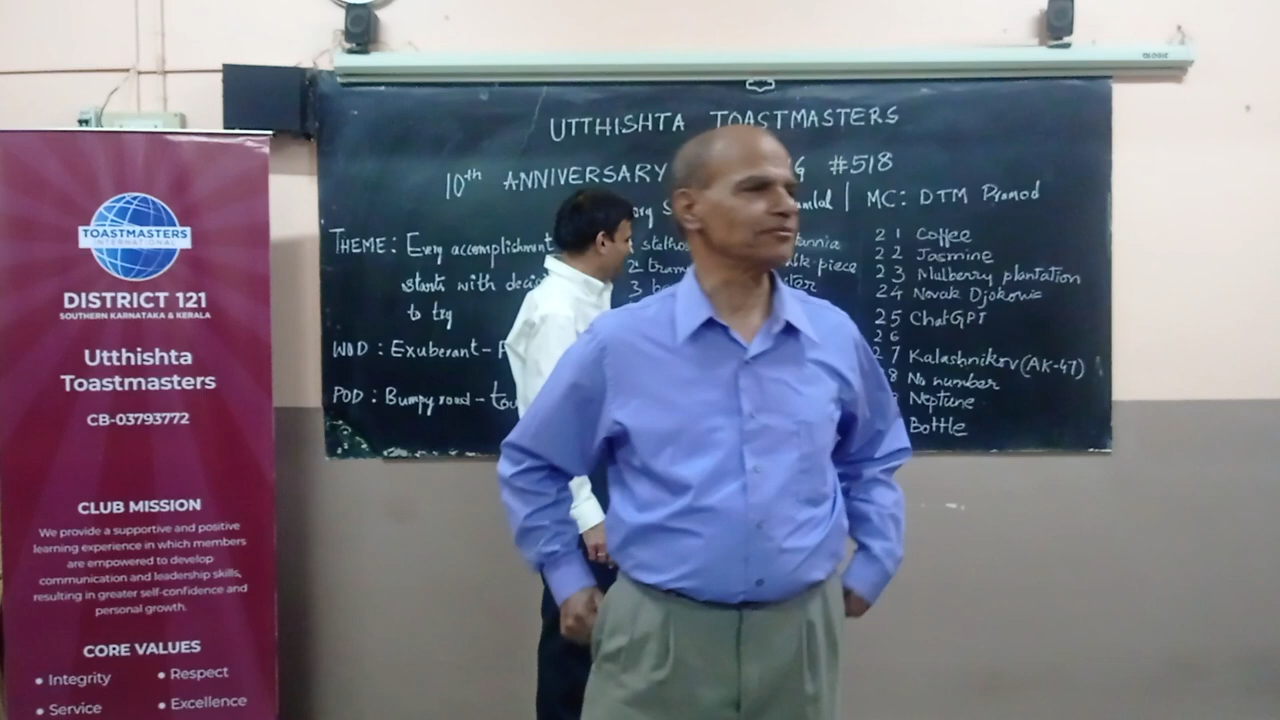 TOASTMASTERS
INTERNATIONAL
DISTRICT 121
SOUTHERN KARNATAKA & KERALA
Utthishta
Toastmasters
CB-03793772
CLUB MISSION
We provide a supportive and positive
learning experience in which members
are empowered to develop
communication and leadership skills,
resulting in greater self-confidence and
personal growth.
CORE VALUES
• Integrity • Respect
• Service • Excellence
UTTHISHTA TOASTMASTERS
10th ANNIVERSARY #518
MC: DTM Pramod
THEME: Every accomplishment
starts with
to try
WOD: Exuberant -
POD: Bumpy road -
2
3
21 Coffee
22 Jasmine
23 Mulberry plantation
24 Novak Djokovic
25 ChatGPT
26
27 Kalashnikov (AK-47)
8 No number
Neptune
Bottle